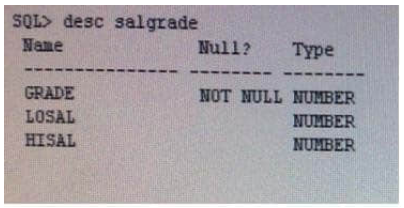 SQL> desc salgrade
Name Null? Type
--------------- -------- --------
GRADE NOT NULL NUMBER
LOSAL NUMBER
HISAL NUMBER